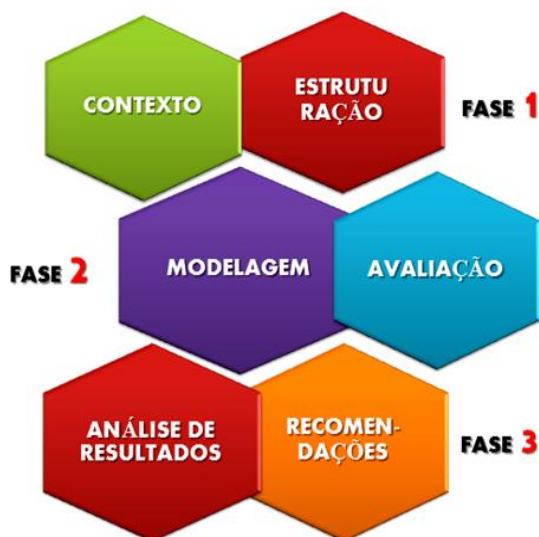 CONTEXTO
ESTRUTU
RAÇÃO
FASE 1
FASE 2
MODELAGEM
AVALIAÇÃO
ANÁLISE DE
RESULTADOS
RECOMEN-
DAÇÕES
FASE 3